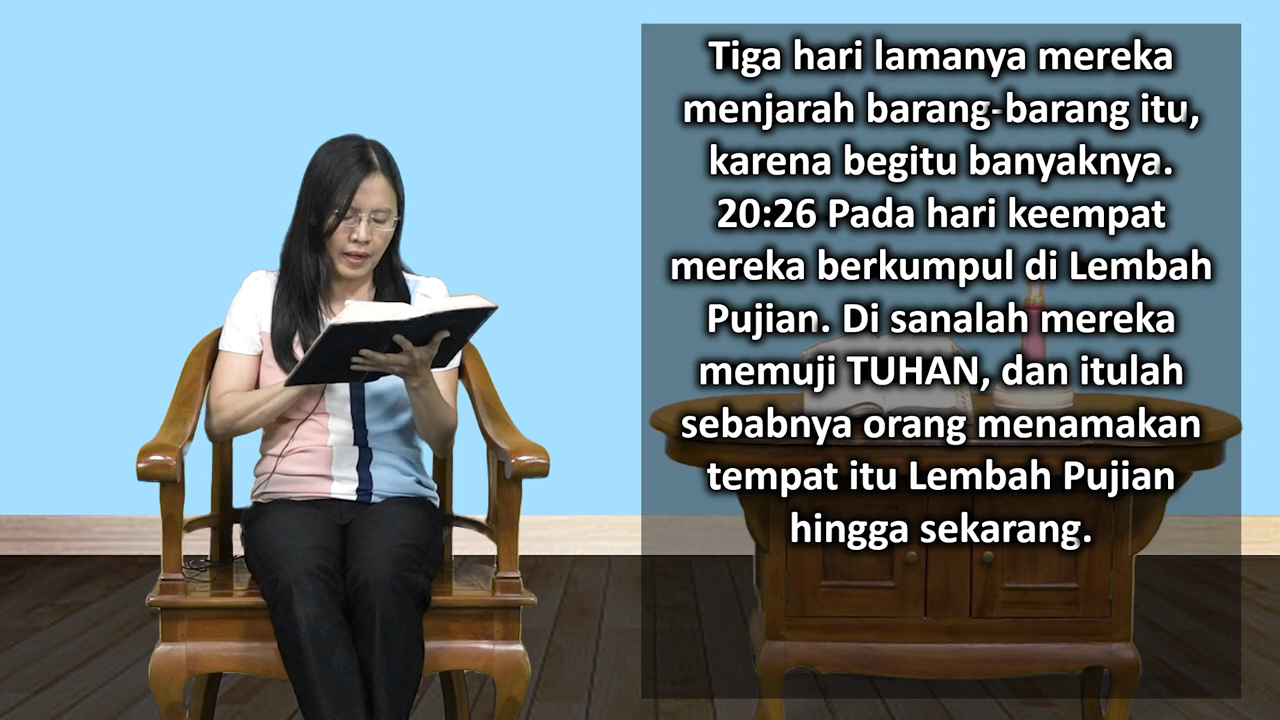 Tiga hari lamanya mereka
menjarah barang-barang itu,
karena begitu banyaknya.
20:26 Pada hari keempat
mereka berkumpul di Lembah
Pujian. Di sanalah mereka
memuji TUHAN, dan itulah
sebabnya orang menamakan
tempat itu Lembah Pujian
hingga sekarang.